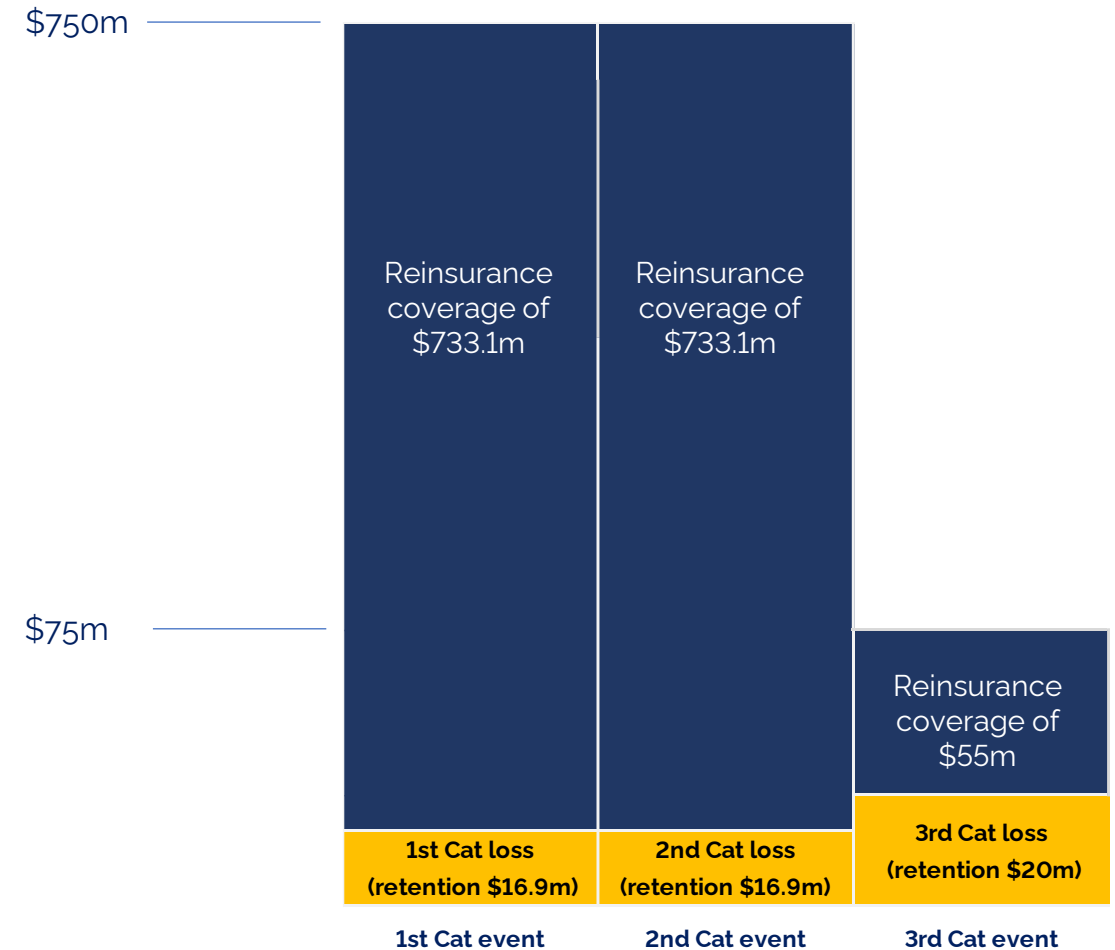 $750m
Reinsurance
coverage of
$733.1m
Reinsurance
coverage of
$733.1m
$75m
Reinsurance
coverage of
$55m
1st Cat loss
(retention $16.9m)
2nd Cat loss
(retention $16.9m)
3rd Cat loss
(retention $20m)
1st Cat event
2nd Cat event
3rd Cat event